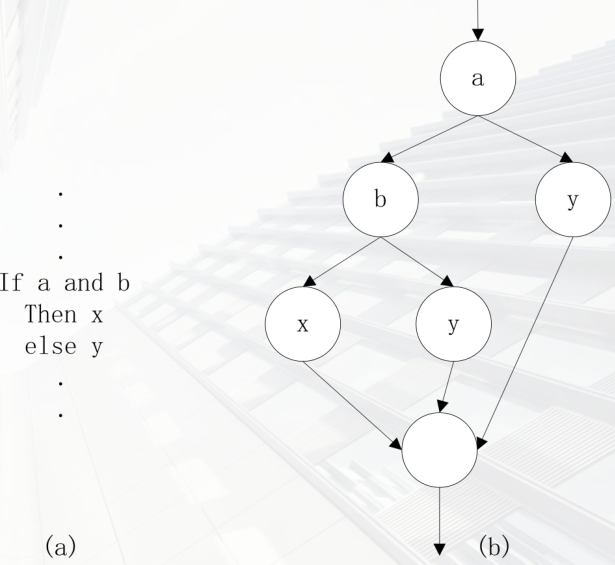 a
b
y
.
.
.
If a and b
Then x
else y
x
y
.
.
(a)
(b)